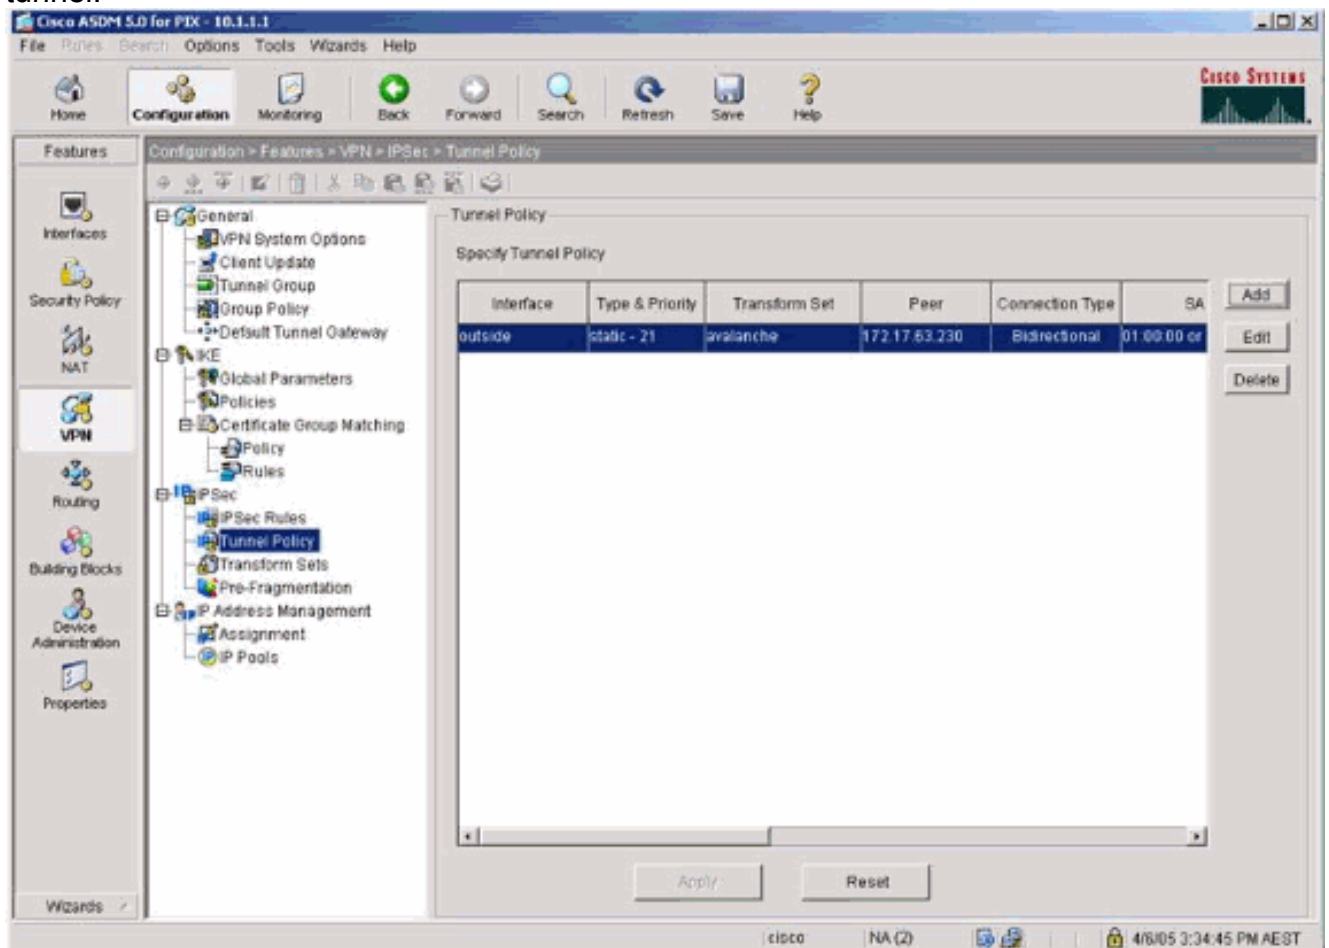 tunnel.
Cisco ASDM 5.0 for PIX - 10.1.1.1
File Rules Search Options Tools Wizards Help
Home Configuration Monitoring Back Forward Search Refresh Save Help
CISCO SYSTEMS
Features
Configuration > Features > VPN > IPSec > Tunnel Policy
Interfaces
Security Policy
NAT
VPN
Routing
Building Blocks
Device Administration
Properties
Wizards
General
VPN System Options
Client Update
Tunnel Group
Group Policy
Default Tunnel Gateway
IKE
Global Parameters
Policies
Certificate Group Matching
Policy
Rules
IPSec
IPSec Rules
Tunnel Policy
Transform Sets
Pre-Fragmentation
IP Address Management
Assignment
IP Pools
Tunnel Policy
Specify Tunnel Policy
Interface Type & Priority Transform Set Peer Connection Type SA
outside static - 21 avalanche 172.17.63.230 Bidirectional 01:00:00 or
Add
Edit
Delete
Apply Reset
cisco NA (2) 4/6/05 3:34:45 PM AEST